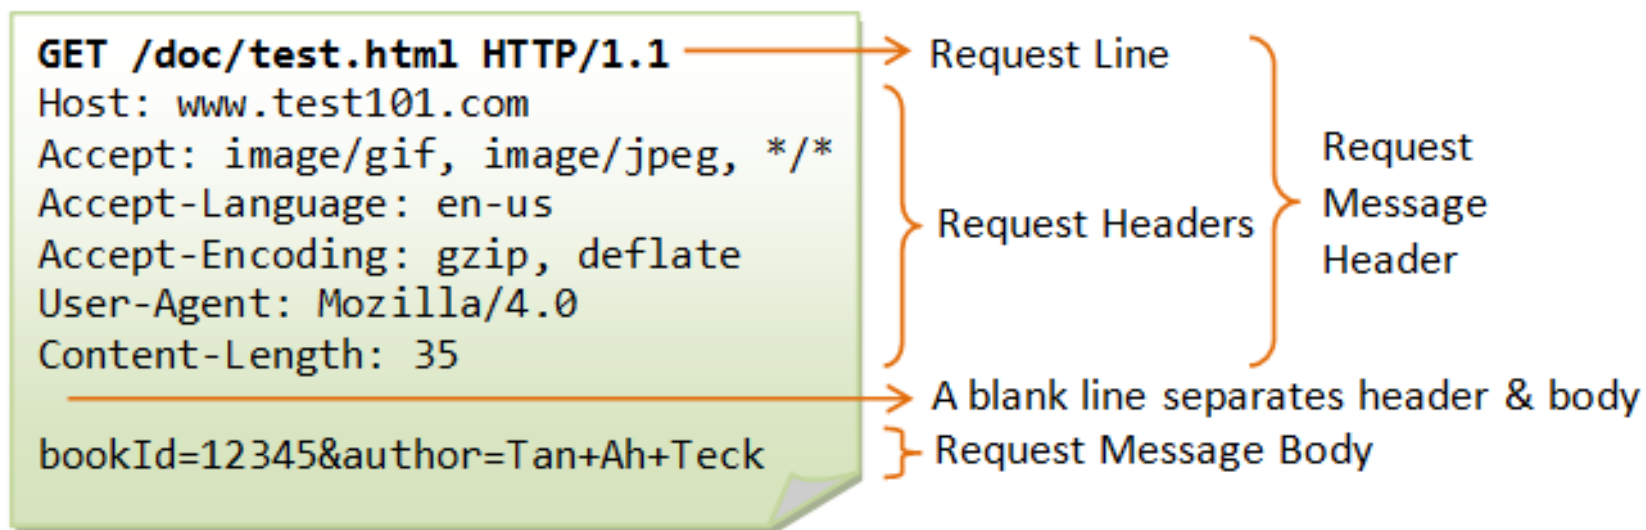 GET /doc/test.html HTTP/1.1
Host: www.test101.com
Accept: image/gif, image/jpeg, */*
Accept-Language: en-us
Accept-Encoding: gzip, deflate
User-Agent: Mozilla/4.0
Content-Length: 35
bookId=12345&author=Tan+Ah+Teck
Request Line
Request Headers
Request
Message
Header
A blank line separates header & body
Request Message Body